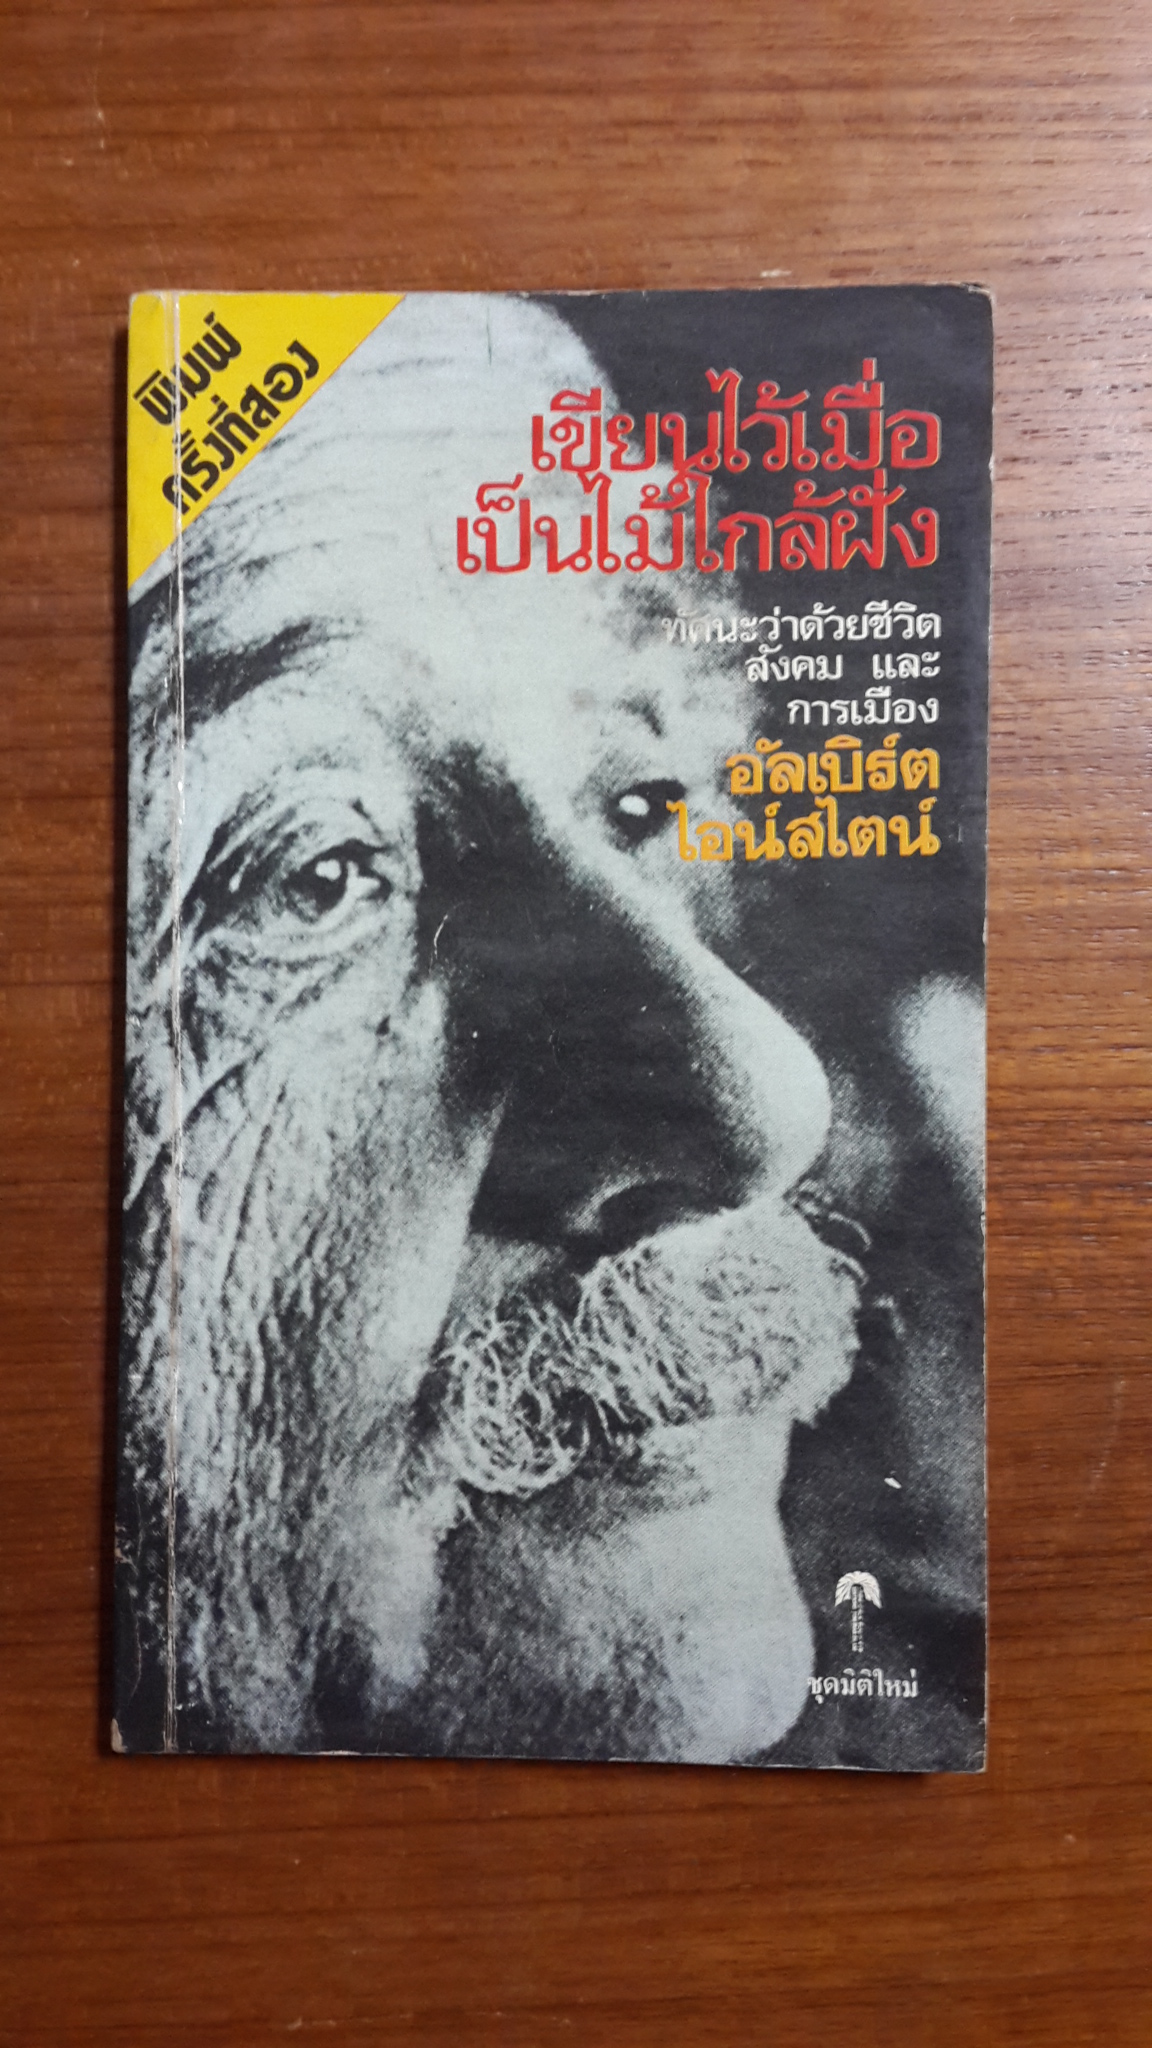 พิมพ์
ครั้งที่สอง
เขียนไว้เมื่อ
เป็นไม้ใกล้ฝั่ง
ทัศนะว่าด้วยชีวิต
สังคม และ
การเมือง
อัลเบิร์ต
ไอน์สไตน์
ชุดมิติใหม่